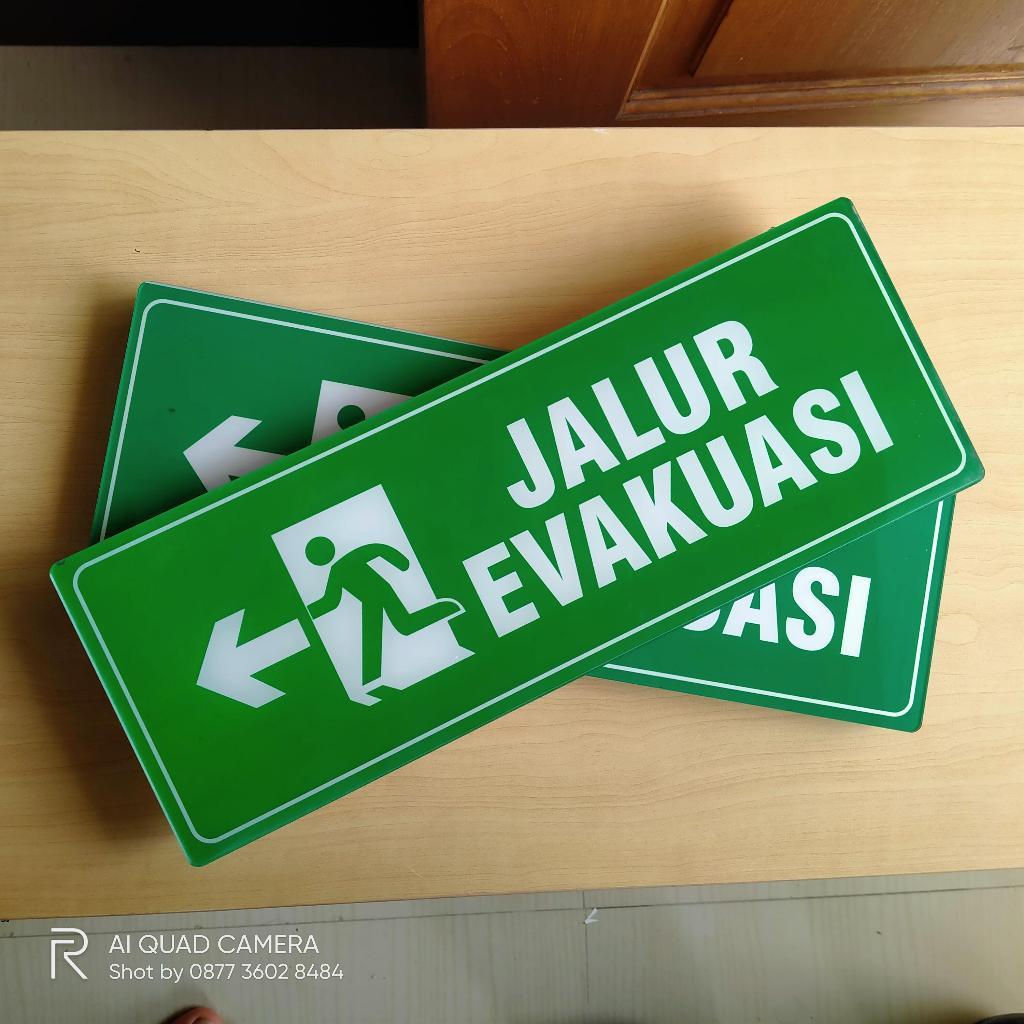 JALUR
EVAKUASI
ASI
AI QUAD CAMERA
Shot by 0877 3602 8484